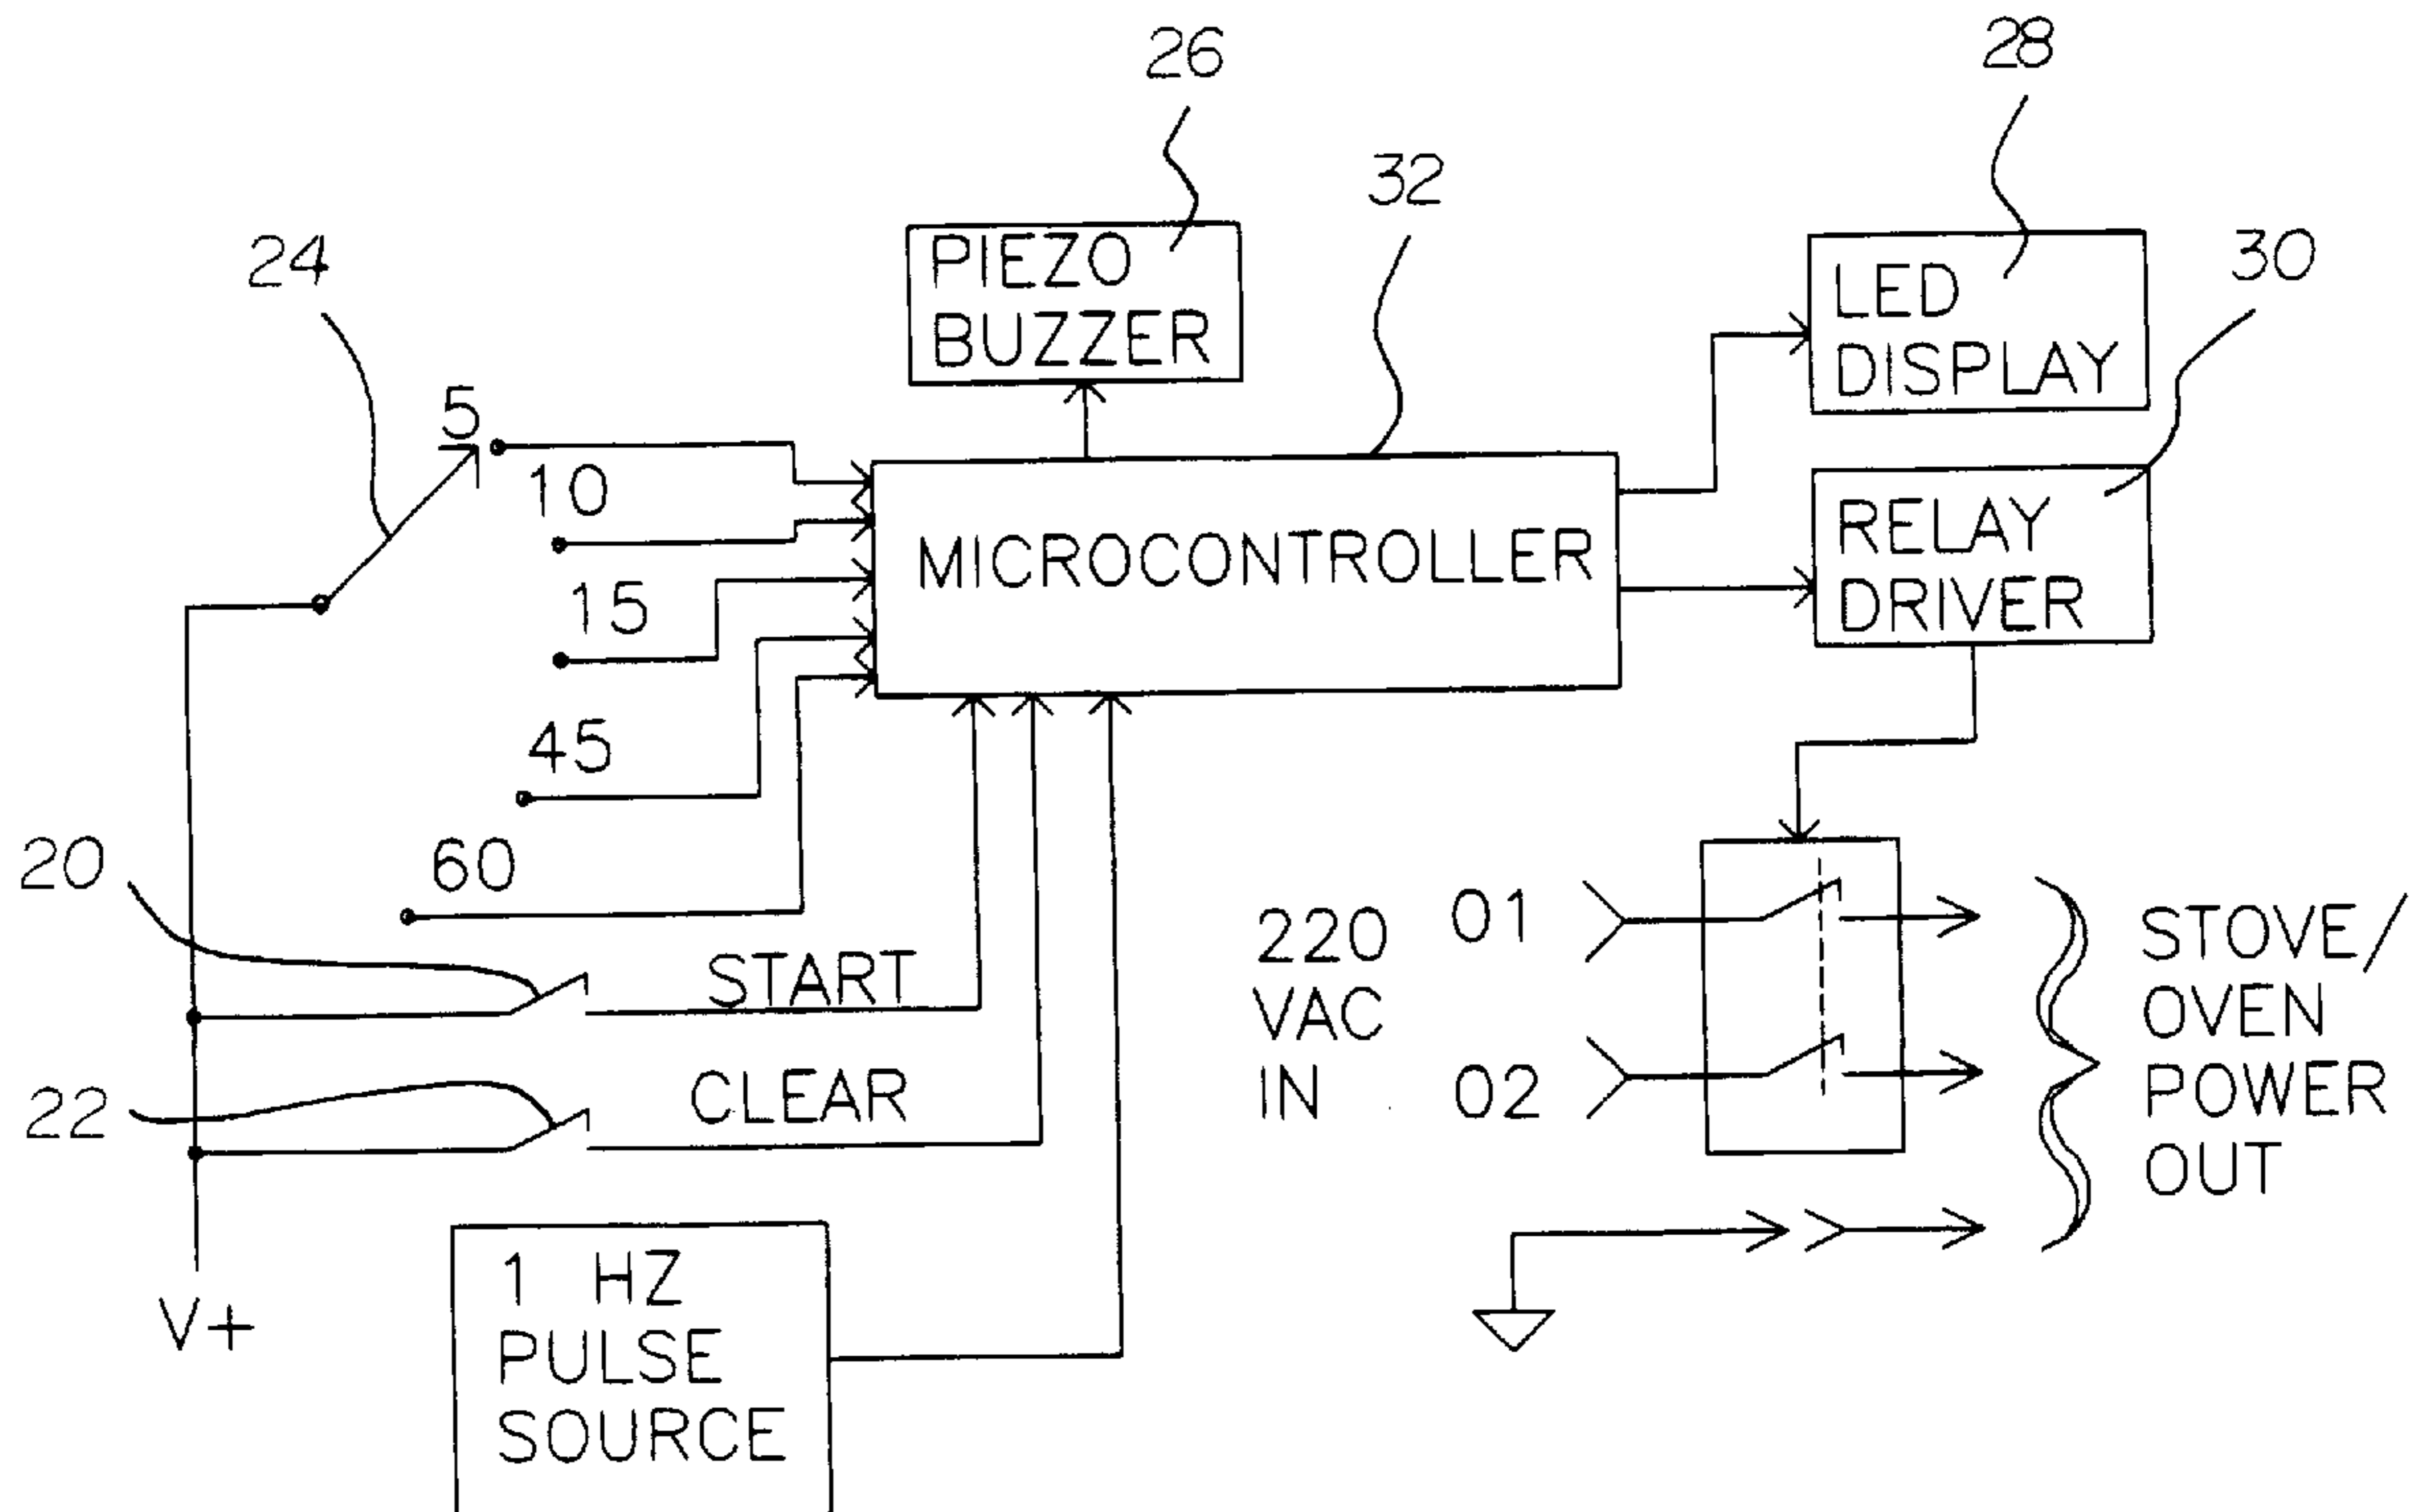 26
28
32
24
PIEZO
BUZZER
30
LED
DISPLAY
5
10
MICROCONTROLLER
RELAY
DRIVER
15
45
20
60
220
VAC
IN
01
02
STOVE/
OVEN
POWER
OUT
START
22
CLEAR
1 HZ
PULSE
SOURCE
V+